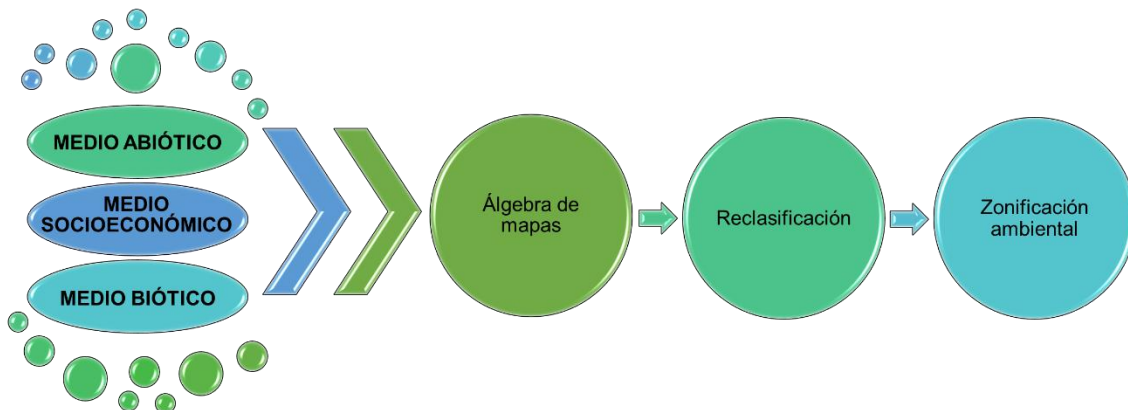 MEDIO ABIÓTICO
MEDIO
SOCIOECONÓMICO
MEDIO BIÓTICO
Álgebra de
mapas
Reclasificación
Zonificación
ambiental